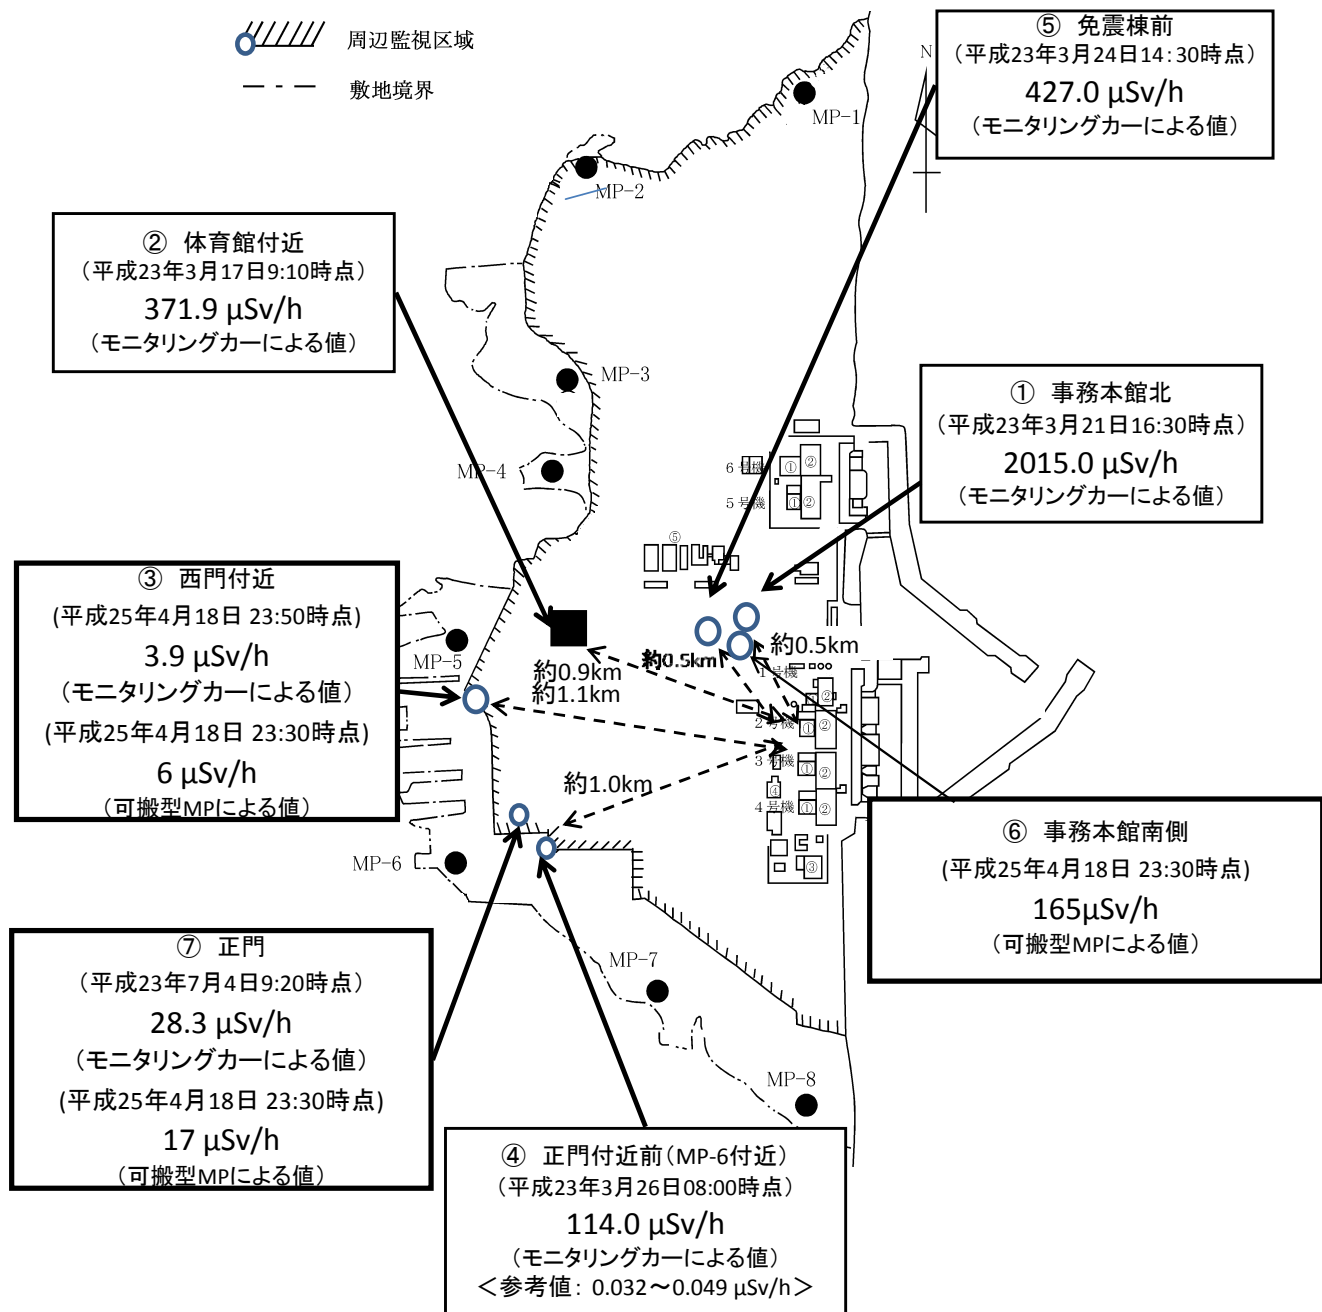 周辺監視区域
敷地境界
⑤ 免震棟前
（平成23年3月24日14:30時点）
427.0 μSv/h
（モニタリングカーによる値）
N
MP-1
MP-2
② 体育館付近
（平成23年3月17日9:10時点）
371.9 μSv/h
（モニタリングカーによる値）
MP-3
① 事務本館北
（平成23年3月21日16:30時点）
2015.0 μSv/h
（モニタリングカーによる値）
MP-4
6号機
① ②
5号機
① ②
⑤
③ 西門付近
(平成25年4月18日 23:50時点)
3.9 μSv/h
（モニタリングカーによる値）
(平成25年4月18日 23:30時点)
6 μSv/h
（可搬型MPによる値）
MP-5
約0.5km
約0.5km
約0.9km
約1.1km
1号機
②
2号機
① ②
3号機
① ②
約1.0km
④
4号機
① ②
③
MP-6
⑥ 事務本館南側
(平成25年4月18日 23:30時点)
165μSv/h
（可搬型MPによる値）
⑦ 正門
（平成23年7月4日9:20時点）
28.3 μSv/h
（モニタリングカーによる値）
(平成25年4月18日 23:30時点)
17 μSv/h
（可搬型MPによる値）
MP-7
MP-8
④ 正門付近前（MP-6付近）
（平成23年3月26日08:00時点）
114.0 μSv/h
（モニタリングカーによる値）
＜参考値: 0.032～0.049 μSv/h＞